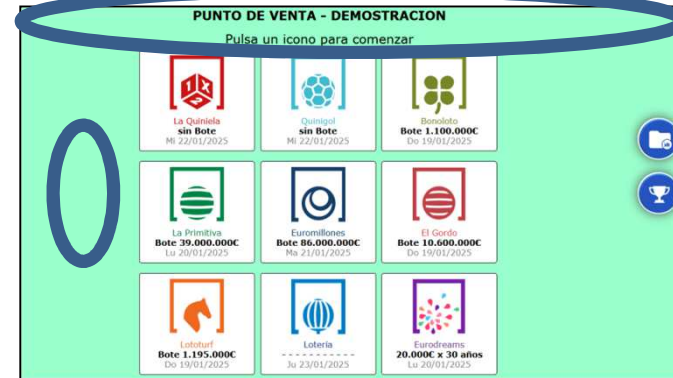 PUNTO DE VENTA - DEMOSTRACION
Pulsa un icono para comenzar
1 X 2
La Quiniela
sin Bote
Mi 22/01/2025
Quinigol
sin Bote
Mi 22/01/2025
Bonoloto
Bote 1.100.000€
Do 19/01/2025
La Primitiva
Bote 39.000.000€
Lu 20/01/2025
Euromillones
Bote 86.000.000€
Ma 21/01/2025
El Gordo
Bote 10.600.000€
Do 19/01/2025
Lototurf
Bote 1.195.000€
Do 19/01/2025
Lotería
- - - - - - - - - - -
Ju 23/01/2025
Eurodreams
20.000€ x 30 años
Lu 20/01/2025